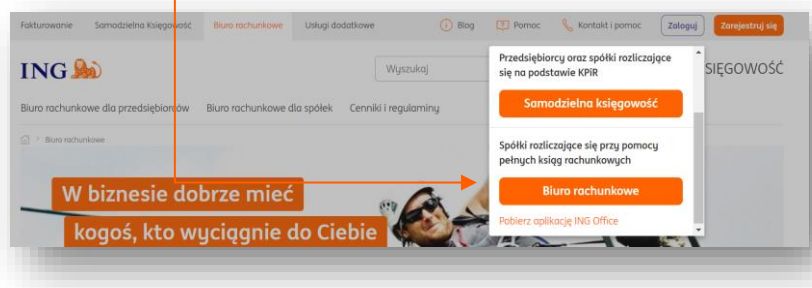 Fakturowanie Samodzielna Księgowość Biuro rachunkowe Usługi dodatkowe Blog Pomoc Kontakt i pomoc Zaloguj Zarejestruj się
ING
Wyszukaj
SIĘGOWOŚĆ
Biuro rachunkowe dla przedsiębiorców Biuro rachunkowe dla spółek Cenniki i regulaminy
Biuro rachunkowe
Przedsiębiorcy oraz spółki rozliczające
się na podstawie KPiR
Samodzielna księgowość
Spółki rozliczające się przy pomocy
pełnych ksiąg rachunkowych
Biuro rachunkowe
Pobierz aplikację ING Office
W biznesie dobrze mieć
kogoś, kto wyciągnie do Ciebie